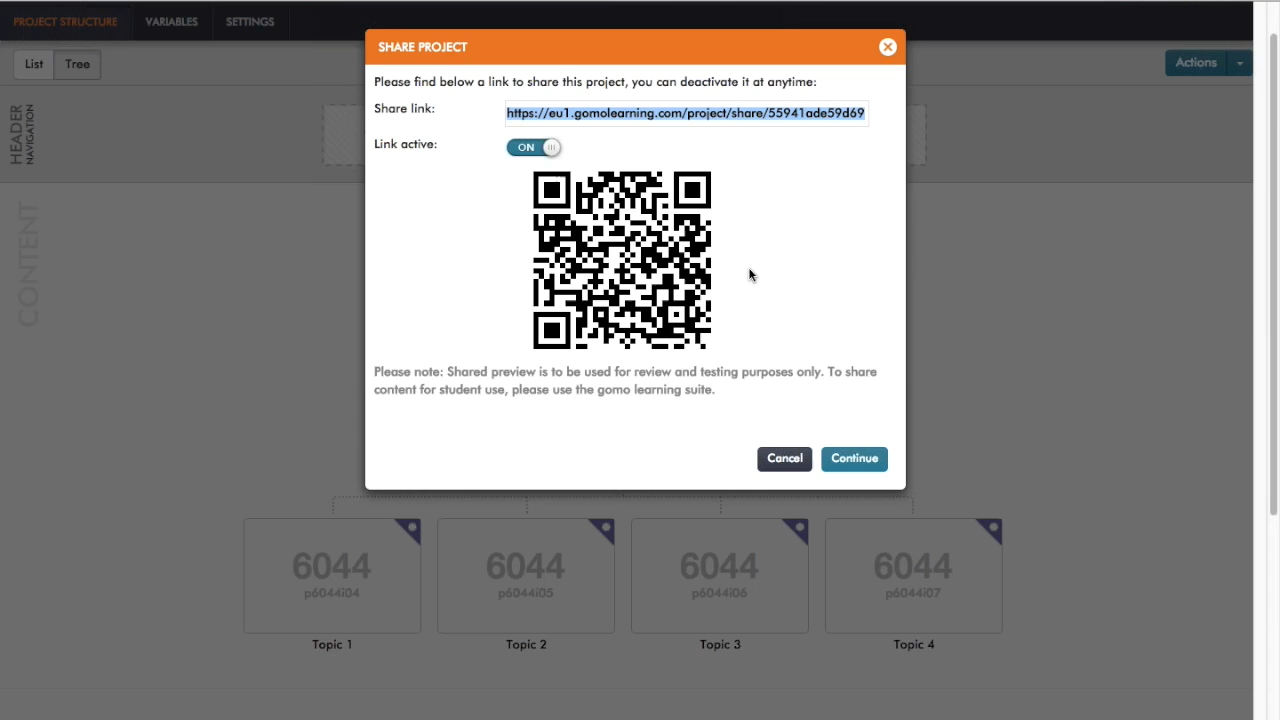 PROJECT STRUCTURE VARIABLES SETTINGS
SHARE PROJECT
List Tree
Actions
Please find below a link to share this project, you can deactivate it at anytime:
Share link: https://eu1.gomolearning.com/project/share/55941ade59d69
HEADER
NAVIGATION
Link active: ON
CONTENT
Please note: Shared preview is to be used for review and testing purposes only. To share
content for student use, please use the gomo learning suite.
Cancel Continue
6044 6044 6044 6044
p6044i04 p6044i05 p6044i06 p6044i07
Topic 1 Topic 2 Topic 3 Topic 4